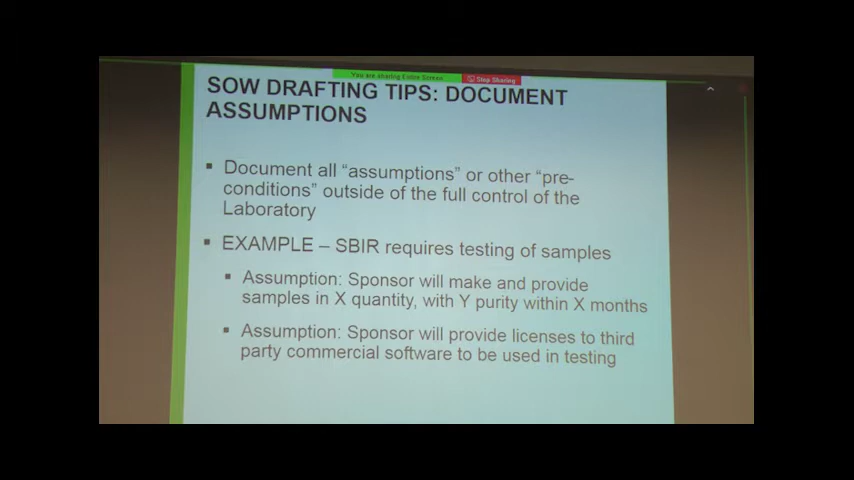 You are sharing Entire Screen
Stop Sharing
SOW DRAFTING TIPS: DOCUMENT
ASSUMPTIONS
▪ Document all “assumptions” or other “pre-
conditions” outside of the full control of the
Laboratory
▪ EXAMPLE – SBIR requires testing of samples
▪ Assumption: Sponsor will make and provide
samples in X quantity, with Y purity within X months
▪ Assumption: Sponsor will provide licenses to third
party commercial software to be used in testing